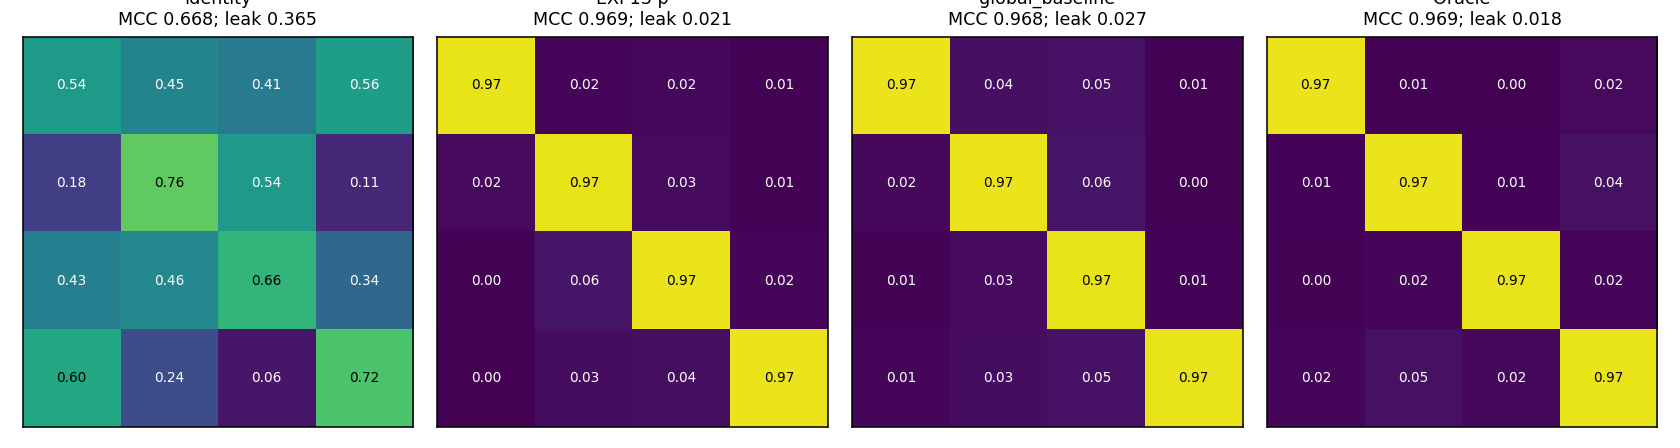 Identity
EXP13-p
global_baseline
Oracle
MCC 0.668; leak 0.365
MCC 0.969; leak 0.021
MCC 0.968; leak 0.027
MCC 0.969; leak 0.018
0.54 0.45 0.41 0.56
0.97 0.02 0.02 0.01
0.97 0.04 0.05 0.01
0.97 0.01 0.00 0.02
0.18 0.76 0.54 0.11
0.02 0.97 0.03 0.01
0.02 0.97 0.06 0.00
0.01 0.97 0.01 0.04
0.43 0.46 0.66 0.34
0.00 0.06 0.97 0.02
0.01 0.03 0.97 0.01
0.00 0.02 0.97 0.02
0.60 0.24 0.06 0.72
0.00 0.03 0.04 0.97
0.01 0.03 0.05 0.97
0.02 0.05 0.02 0.97